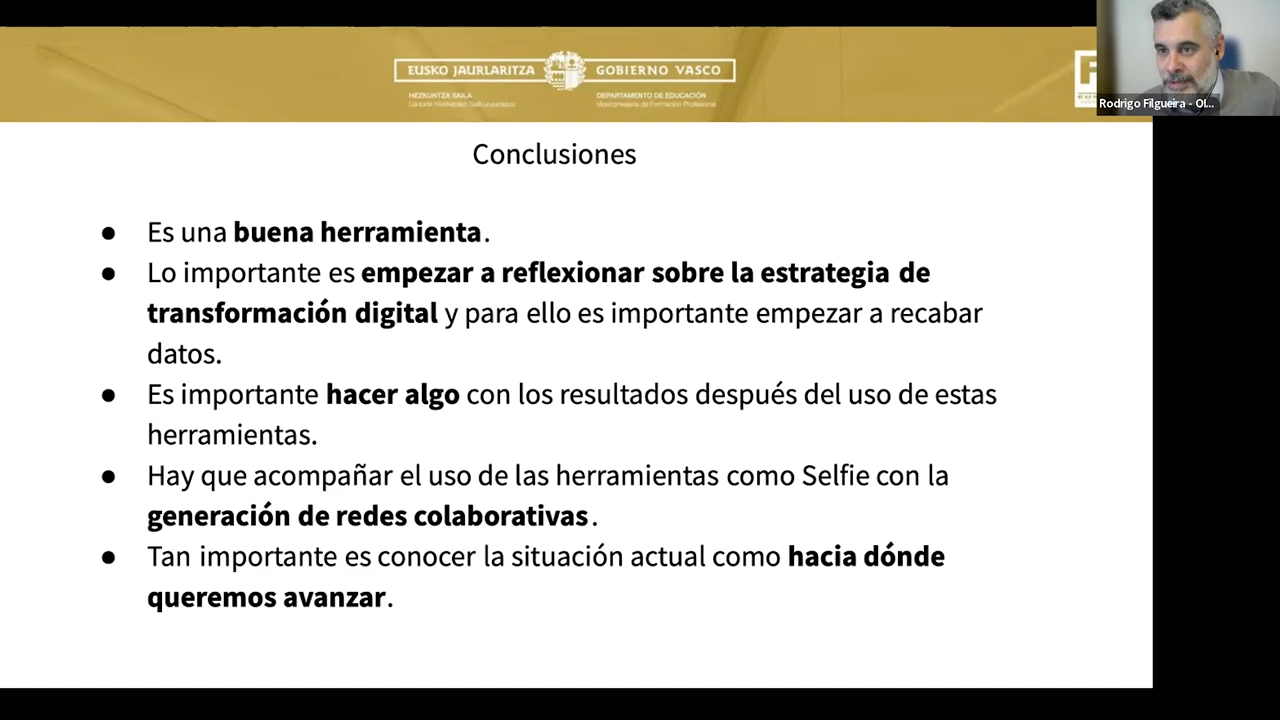 EUSKO JAURLARITZA
GOBIERNO VASCO
HEZKUNTZA SAILA
DEPARTAMENTO DE EDUCACIÓN
Viceconsejería de Formación Profesional
Rodrigo Filgueira - OI...
Conclusiones
● Es una buena herramienta.
● Lo importante es empezar a reflexionar sobre la estrategia de
transformación digital y para ello es importante empezar a recabar
datos.
● Es importante hacer algo con los resultados después del uso de estas
herramientas.
● Hay que acompañar el uso de las herramientas como Selfie con la
generación de redes colaborativas.
● Tan importante es conocer la situación actual como hacia dónde
queremos avanzar.